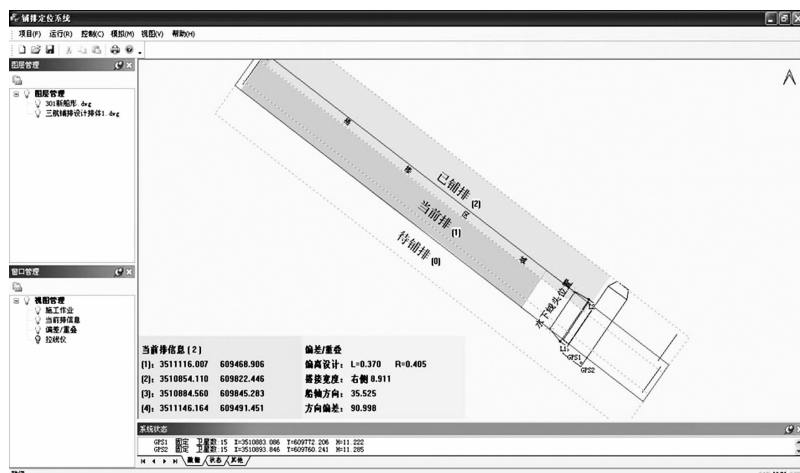 铺排定位系统
项目(F) 运行(R) 控制(C) 模拟(M) 视图(V) 帮助(H)
图层管理
图层管理
301新船形.dwg
三航铺排设计排体1.dwg
窗口管理
视图管理
施工作业
当前排信息
偏差/重叠
拉线仪
搭
接
区
域
已铺排
(2)
当前排
(1)
待铺排
(0)
水下线头位置
L1
GPS1
GPS2
当前排信息(2)
(1): 3511116.007 609468.906
(2): 3510854.110 609822.446
(3): 3510884.560 609845.283
(4): 3511146.164 609491.451
偏差/重叠
偏离设计: L=0.370 R=0.405
搭接宽度: 右侧 8.911
船轴方向: 35.525
方向偏差: 90.998
系统状态
GPS1 固定 卫星数:15 X=3510883.086 Y=609772.206 H=11.222
GPS2 固定 卫星数:15 X=3510893.846 Y=609760.241 H=11.285
数据 状态 其他